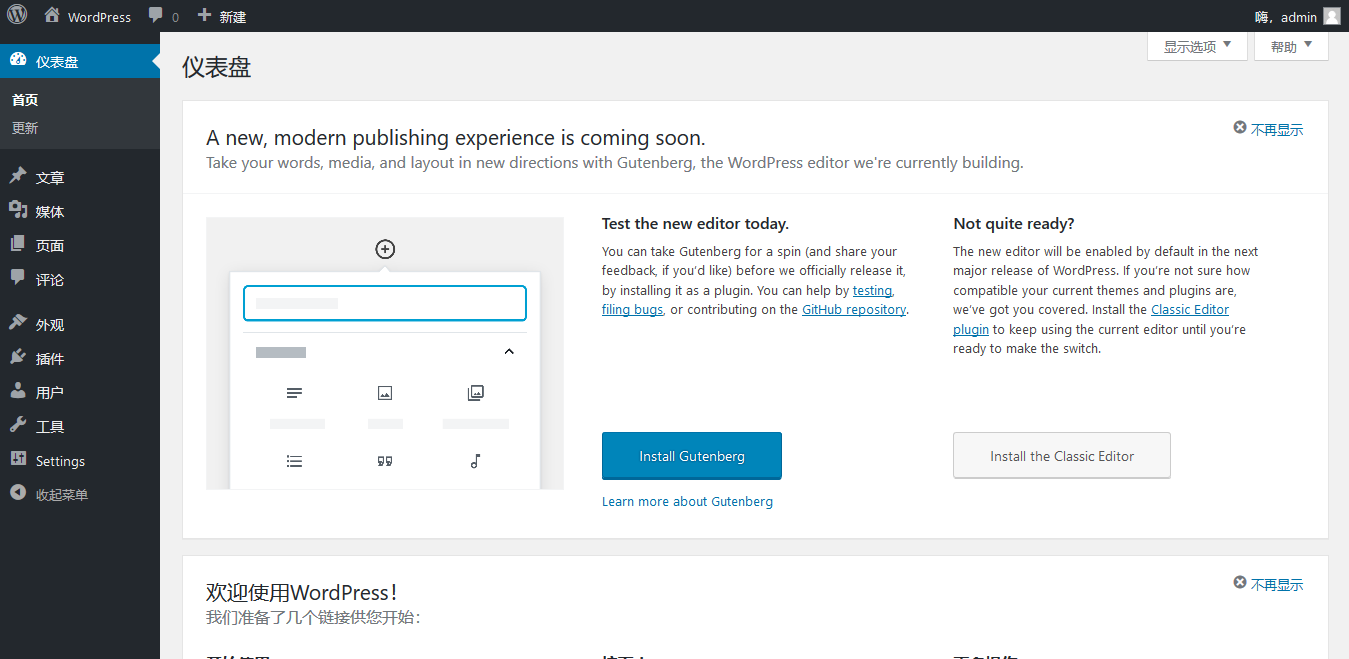 WordPress 0 新建 嗨，admin
仪表盘
首页
更新
文章
媒体
页面
评论
外观
插件
用户
工具
Settings
收起菜单
显示选项 帮助
仪表盘
A new, modern publishing experience is coming soon.
不再显示
Take your words, media, and layout in new directions with Gutenberg, the WordPress editor we're currently building.
Test the new editor today.
You can take Gutenberg for a spin (and share your
feedback, if you'd like) before we officially release it,
by installing it as a plugin. You can help by testing,
filing bugs, or contributing on the GitHub repository.
Install Gutenberg
Learn more about Gutenberg
Not quite ready?
The new editor will be enabled by default in the next
major release of WordPress. If you're not sure how
compatible your current themes and plugins are,
we've got you covered. Install the Classic Editor
plugin to keep using the current editor until you're
ready to make the switch.
Install the Classic Editor
欢迎使用WordPress！
不再显示
我们准备了几个链接供您开始：